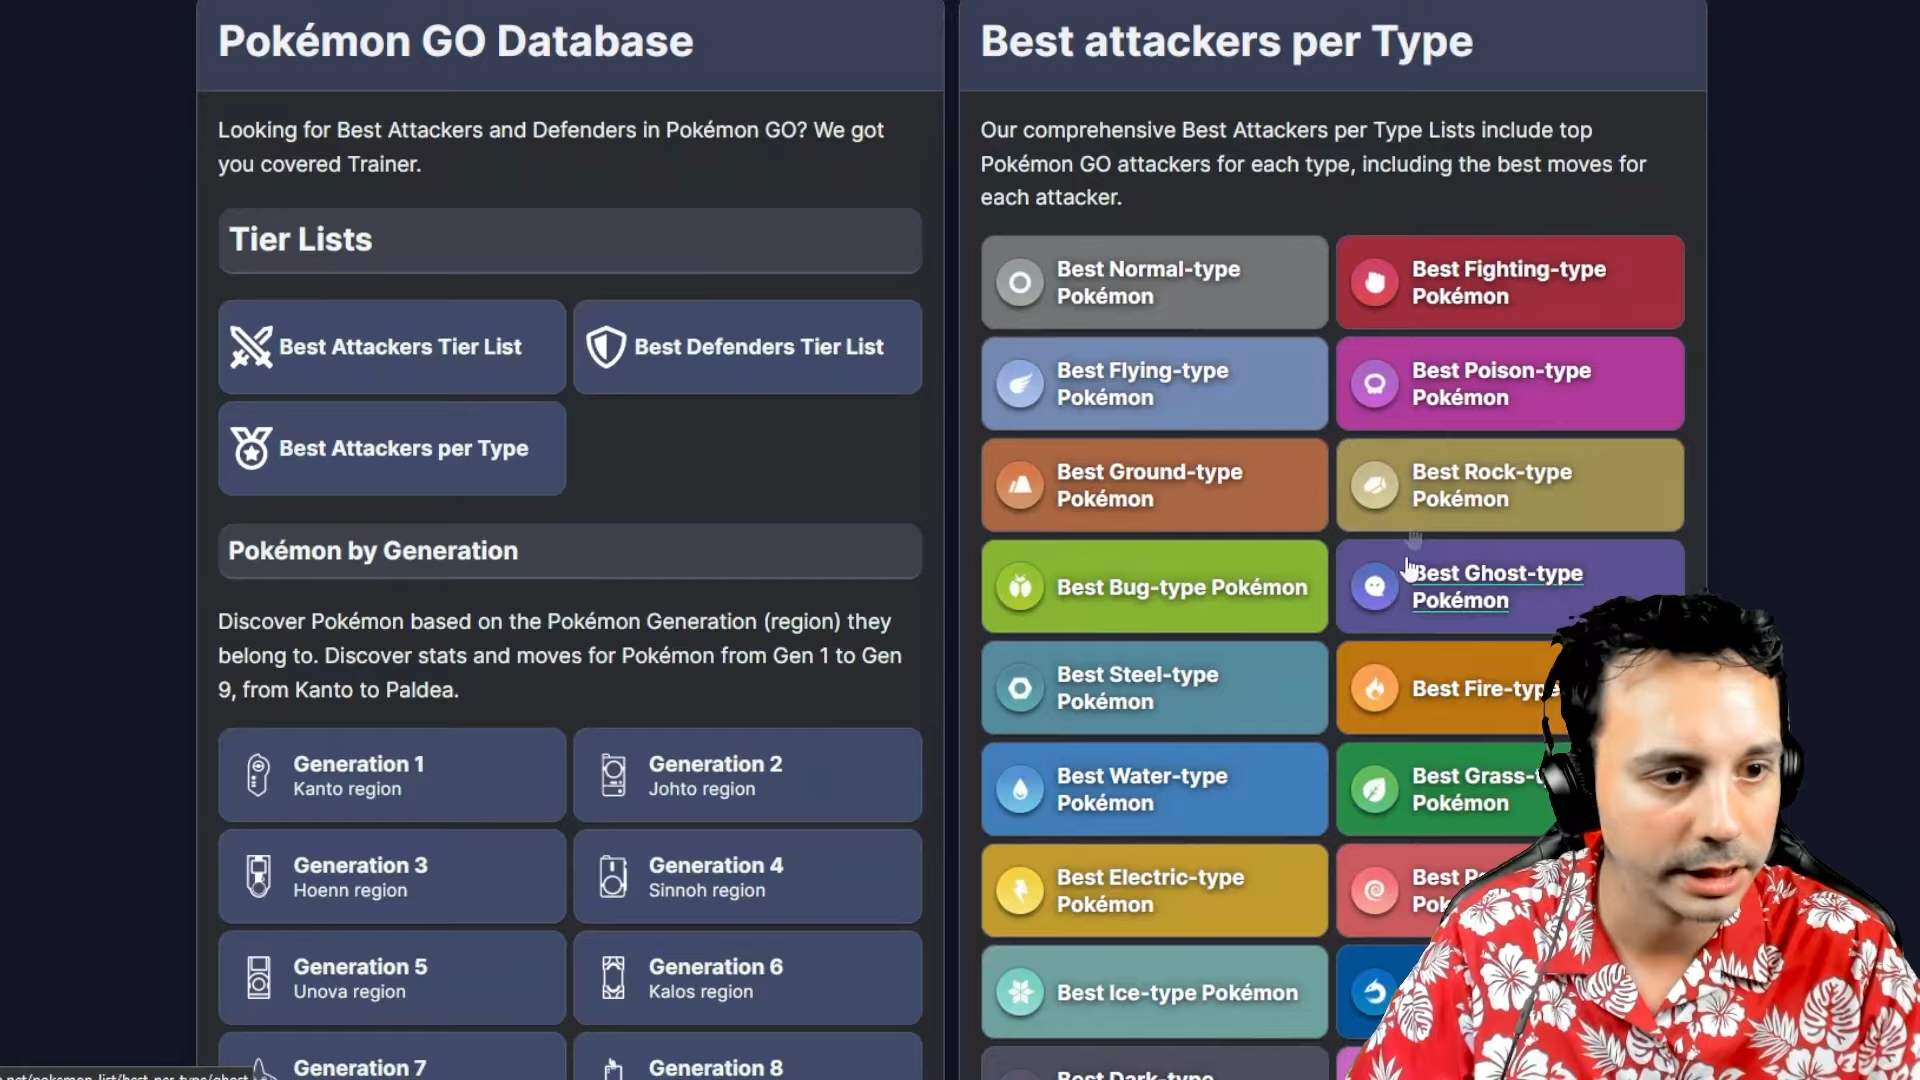 Pokémon GO Database
Looking for Best Attackers and Defenders in Pokémon GO? We got
you covered Trainer.
Tier Lists
Best Attackers Tier List
Best Defenders Tier List
Best Attackers per Type
Pokémon by Generation
Discover Pokémon based on the Pokémon Generation (region) they
belong to. Discover stats and moves for Pokémon from Gen 1 to Gen
9, from Kanto to Paldea.
Generation 1
Kanto region
Generation 2
Johto region
Generation 3
Hoenn region
Generation 4
Sinnoh region
Generation 5
Unova region
Generation 6
Kalos region
Generation 7
Generation 8
Best attackers per Type
Our comprehensive Best Attackers per Type Lists include top
Pokémon GO attackers for each type, including the best moves for
each attacker.
Best Normal-type
Pokémon
Best Fighting-type
Pokémon
Best Flying-type
Pokémon
Best Poison-type
Pokémon
Best Ground-type
Pokémon
Best Rock-type
Pokémon
Best Bug-type Pokémon
Best Ghost-type
Pokémon
Best Steel-type
Pokémon
Best Fire-type
Best Water-type
Pokémon
Best Grass-t
Pokémon
Best Electric-type
Pokémon
Best
Best Ice-type Pokémon
Best Dark-type